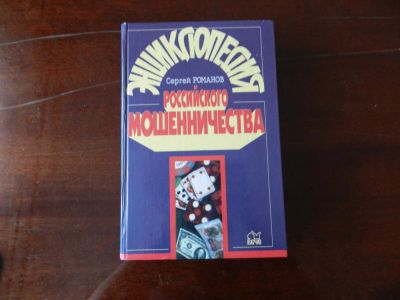 ЭНЦИКЛОПЕДИЯ
Сергей РОМАНОВ
РОССИЙСКОГО
МОШЕННИЧЕСТВА